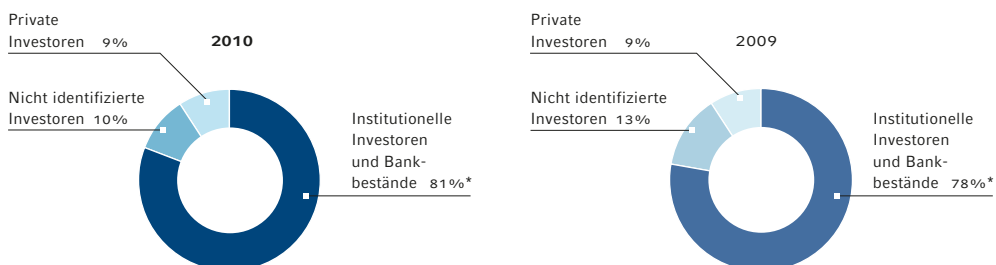 Private
Investoren 9%
2010
Nicht identifizierte
Investoren 10%
Institutionelle
Investoren
und Bank-
bestände 81%*
Private
Investoren 9%
2009
Nicht identifizierte
Investoren 13%
Institutionelle
Investoren
und Bank-
bestände 78%*